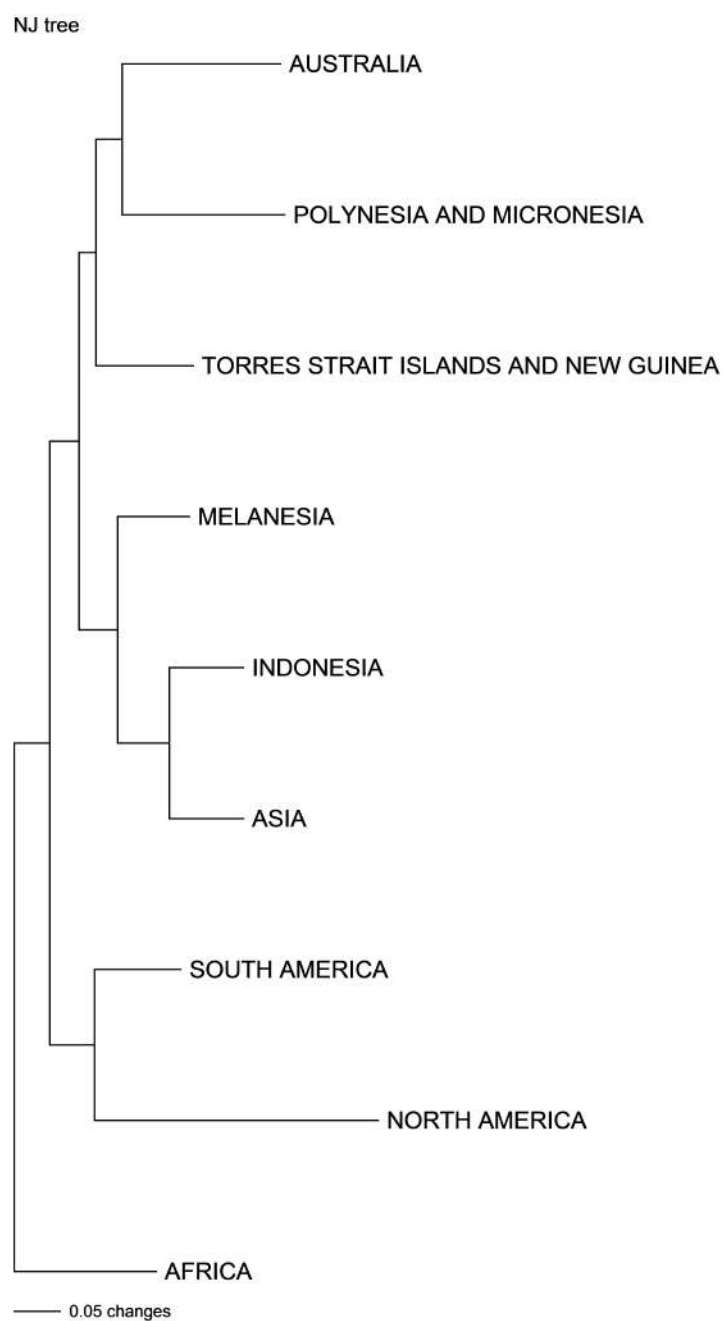 NJ tree
AUSTRALIA
POLYNESIA AND MICRONESIA
TORRES STRAIT ISLANDS AND NEW GUINEA
MELANESIA
INDONESIA
ASIA
SOUTH AMERICA
NORTH AMERICA
AFRICA
0.05 changes